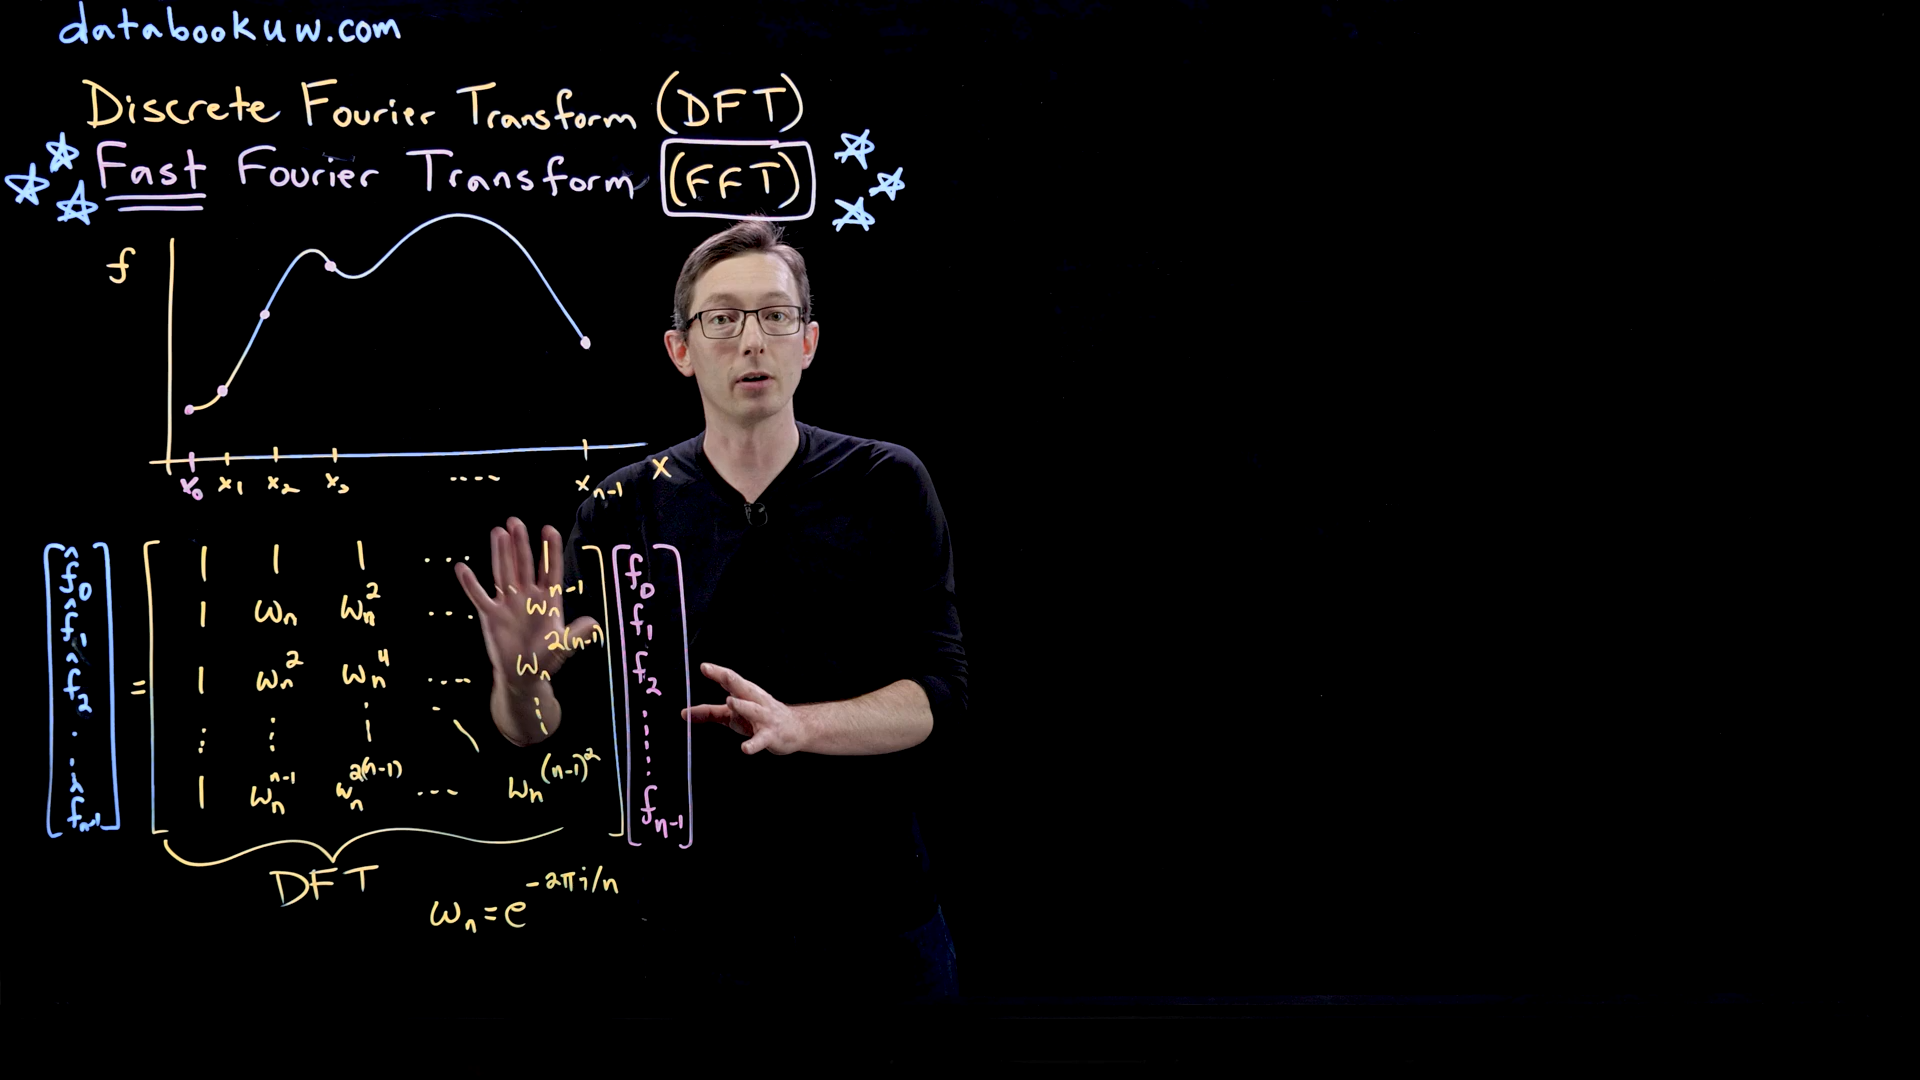 databookuw.com
Discrete Fourier Transform (DFT)
Fast Fourier Transform (FFT)
f
x₀ x₁ x₂ x₃ .... xₙ₋₁ x
f̂₀ 1 1 1 ... 1 f₀
f̂₁ 1 ωₙ ωₙ² ... ωₙⁿ⁻¹ f₁
f̂₂ = 1 ωₙ² ωₙ⁴ .... ωₙ²⁽ⁿ⁻¹⁾ f₂
f̂ₙ₋₁ 1 ωₙⁿ⁻¹ ωₙ²⁽ⁿ⁻¹⁾ ... ωₙ^(n-1)² fₙ₋₁
DFT
ωₙ = e^(-2πi/n)